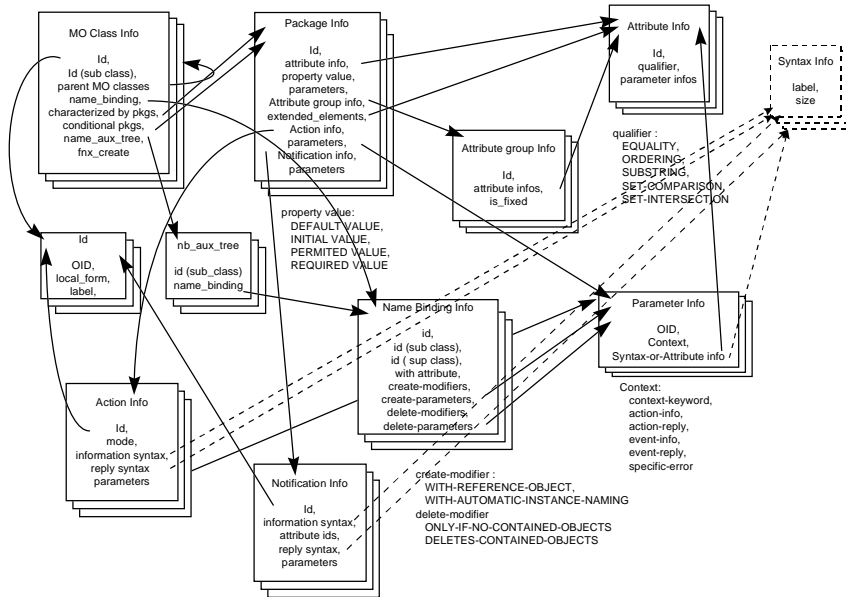 MO Class Info
Id,
Id (sub class),
parent MO classes
name_binding,
characterized by pkgs,
conditional pkgs,
name_aux_tree,
fnx_create
Package Info
Id,
attribute info,
property value,
parameters,
Attribute group info,
extended_elements,
Action info,
parameters,
Notification info,
parameters
Attribute Info
Id,
qualifier,
parameter infos
Syntax Info
label,
size
qualifier :
EQUALITY,
ORDERING,
SUBSTRING,
SET-COMPARISON,
SET-INTERSECTION
Attribute group Info
Id,
attribute infos,
is_fixed
property value:
DEFAULT VALUE,
INITIAL VALUE,
PERMITED VALUE,
REQUIRED VALUE
Id
OID,
local_form,
label,
nb_aux_tree
id (sub_class)
name_binding
Name Binding Info
id,
id (sub class),
id ( sup class),
with attribute,
create-modifiers,
create-parameters,
delete-modifiers,
delete-parameters
Parameter Info
OID,
Context,
Syntax-or-Attribute info
Context:
context-keyword,
action-info,
action-reply,
event-info,
event-reply,
specific-error
Action Info
Id,
mode,
information syntax,
reply syntax
parameters
Notification Info
Id,
information syntax,
attribute ids,
reply syntax,
parameters
create-modifier :
WITH-REFERENCE-OBJECT,
WITH-AUTOMATIC-INSTANCE-NAMING
delete-modifier
ONLY-IF-NO-CONTAINED-OBJECTS
DELETES-CONTAINED-OBJECTS